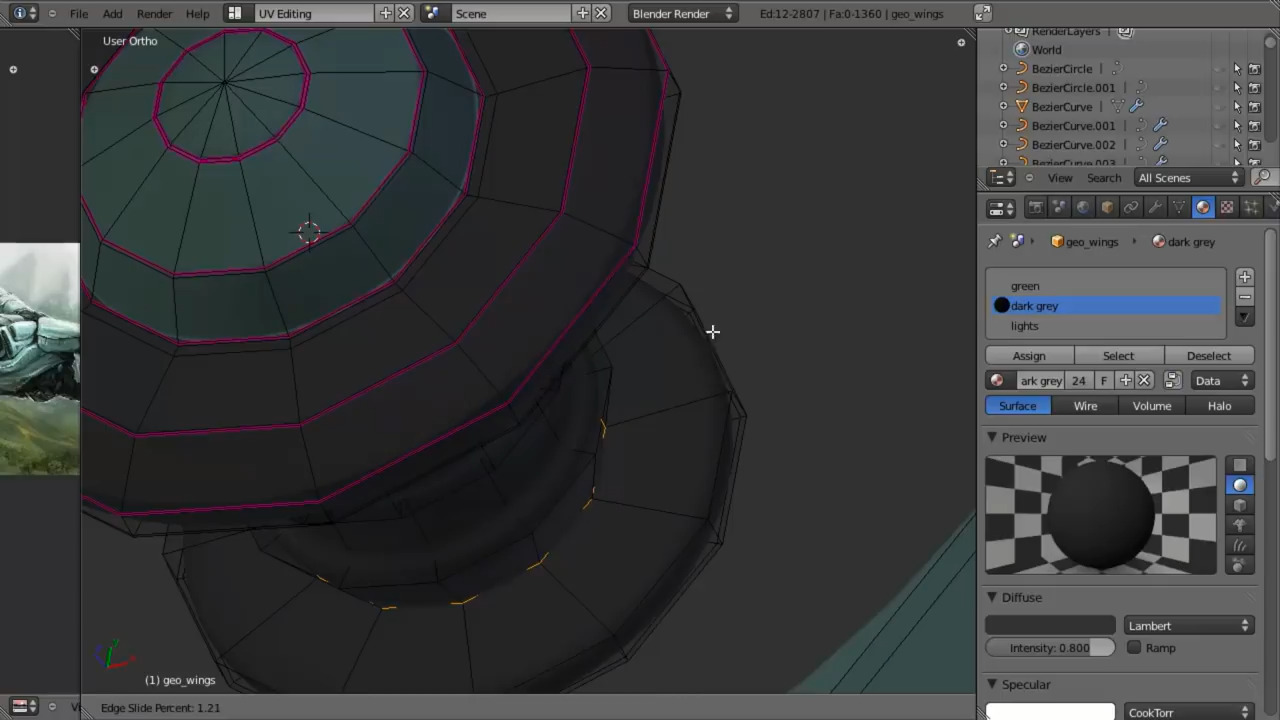 File Add Render Help UV Editing Scene Blender Render Ed:12-2807 | Fa:0-1360 | geo_wings
User Ortho
RenderLayers |
World
BezierCircle |
BezierCircle.001 |
BezierCurve |
BezierCurve.001 |
BezierCurve.002 |
BezierCurve.003 |
View Search All Scenes
geo_wings dark grey
green
dark grey
lights
Assign Select Deselect
ark grey 24 F Data
Surface Wire Volume Halo
Preview
Diffuse
Lambert
Intensity: 0.800 Ramp
Specular
CookTorr
(1) geo_wings
Vi Edge Slide Percent: 1.21